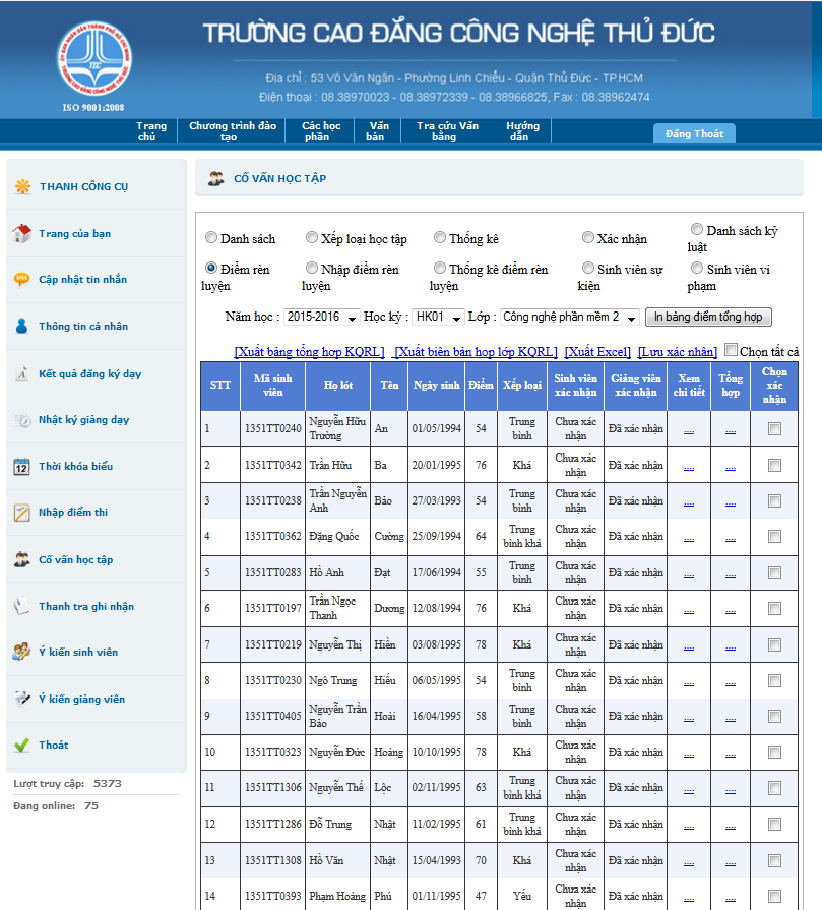 TRƯỜNG CAO ĐẲNG CÔNG NGHỆ THỦ ĐỨC
Địa chỉ : 53 Võ Văn Ngân - Phường Linh Chiểu - Quận Thủ Đức - TP.HCM
Điện thoại : 08.38970023 - 08.38972339 - 08.38966825, Fax : 08.38962474
ỦY BAN NHÂN DÂN THÀNH PHỐ HỒ CHÍ MINH
TRƯỜNG CAO ĐẲNG CÔNG NGHỆ THỦ ĐỨC
TEC
ISO 9001:2008
Trang chủ Chương trình đào tạo Các học phần Văn bản Tra cứu Văn bằng Hướng dẫn Đăng Thoát
THANH CÔNG CỤ
Trang của bạn
Cập nhật tin nhắn
Thông tin cá nhân
Kết quả đăng ký dạy
Nhật ký giảng dạy
12
Thời khóa biểu
Nhập điểm thi
Cố vấn học tập
Thanh tra ghi nhận
Ý kiến sinh viên
Ý kiến giảng viên
Thoát
Lượt truy cập: 5373
Đang online: 75
CỐ VẤN HỌC TẬP
Danh sách Xếp loại học tập Thống kê Xác nhận Danh sách kỷ luật
Điểm rèn luyện Nhập điểm rèn luyện Thống kê điểm rèn luyện Sinh viên sự kiện Sinh viên vi phạm
Năm học : 2015-2016 Học kỳ : HK01 Lớp : Công nghệ phần mềm 2 In bảng điểm tổng hợp
[Xuất bảng tổng hợp KQRL] [Xuất biên bản họp lớp KQRL] [Xuất Excel] [Lưu xác nhận] Chọn tất cả
STT Mã sinh viên Họ lót Tên Ngày sinh Điểm Xếp loại Sinh viên xác nhận Giảng viên xác nhận Xem chi tiết Tổng hợp Chọn xác nhận
1 1351TT0240 Nguyễn Hữu Trường An 01/05/1994 54 Trung bình Chưa xác nhận Đã xác nhận .... ....
2 1351TT0342 Trần Hữu Ba 20/01/1995 76 Khá Chưa xác nhận Đã xác nhận .... ....
3 1351TT0238 Trần Nguyễn Anh Bảo 27/03/1993 54 Trung bình Chưa xác nhận Đã xác nhận .... ....
4 1351TT0362 Đặng Quốc Cường 25/09/1994 64 Trung bình khá Chưa xác nhận Đã xác nhận .... ....
5 1351TT0283 Hồ Anh Đạt 17/06/1994 55 Trung bình Chưa xác nhận Đã xác nhận .... ....
6 1351TT0197 Trần Ngọc Thanh Dương 12/08/1994 76 Khá Chưa xác nhận Đã xác nhận .... ....
7 1351TT0219 Nguyễn Thị Hiền 03/08/1995 78 Khá Chưa xác nhận Đã xác nhận .... ....
8 1351TT0230 Ngô Trung Hiếu 06/05/1995 54 Trung bình Chưa xác nhận Đã xác nhận .... ....
9 1351TT0405 Nguyễn Trần Bảo Hoài 16/04/1995 58 Trung bình Chưa xác nhận Đã xác nhận .... ....
10 1351TT0323 Nguyễn Đức Hoàng 10/10/1995 78 Khá Chưa xác nhận Đã xác nhận .... ....
11 1351TT1306 Nguyễn Thế Lộc 02/11/1995 63 Trung bình khá Chưa xác nhận Đã xác nhận .... ....
12 1351TT1286 Đỗ Trung Nhật 11/02/1995 61 Trung bình khá Chưa xác nhận Đã xác nhận .... ....
13 1351TT1308 Hồ Văn Nhật 15/04/1993 70 Khá Chưa xác nhận Đã xác nhận .... ....
14 1351TT0393 Phạm Hoàng Phú 01/11/1995 47 Yếu Chưa xác nhận Đã xác nhận .... ....